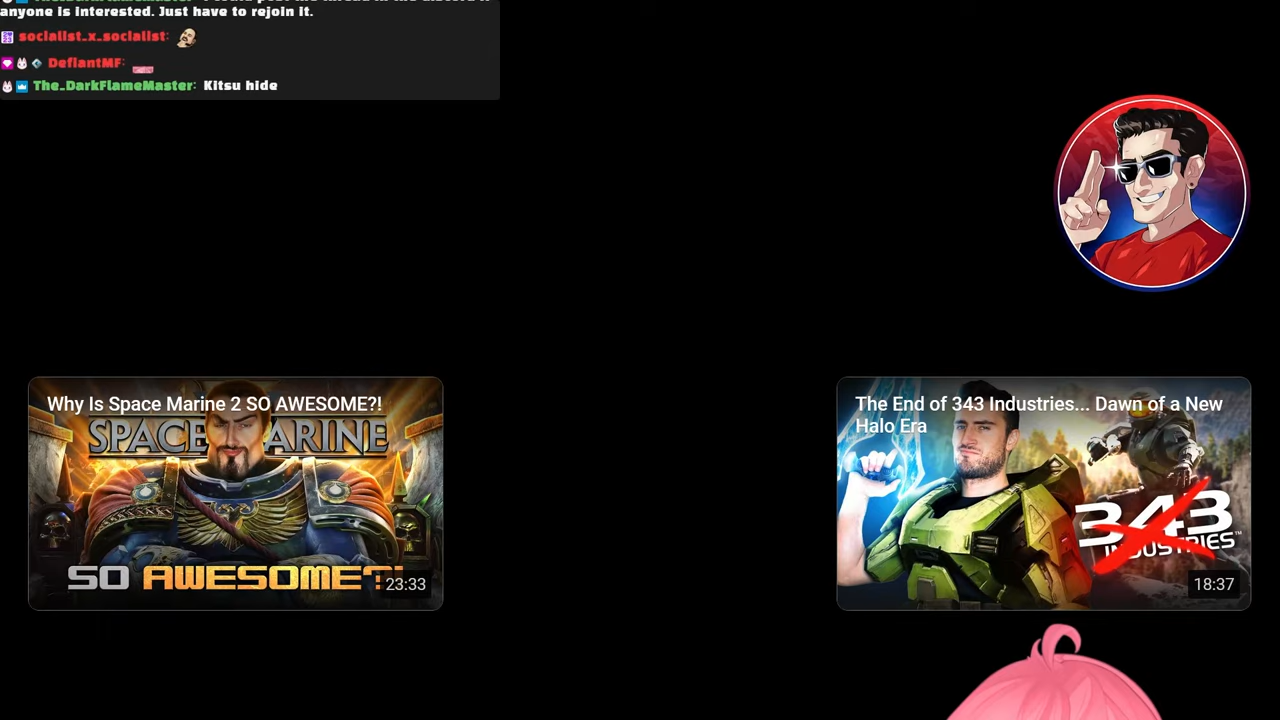 anyone is interested. Just have to rejoin it.
socialist_x_socialist:
DefiantMF:
The_DarkFlameMaster: Kitsu hide
Why Is Space Marine 2 SO AWESOME?!
SPACE MARINE
SO AWESOME?!
23:33
The End of 343 Industries... Dawn of a New
Halo Era
343
INDUSTRIES™
18:37